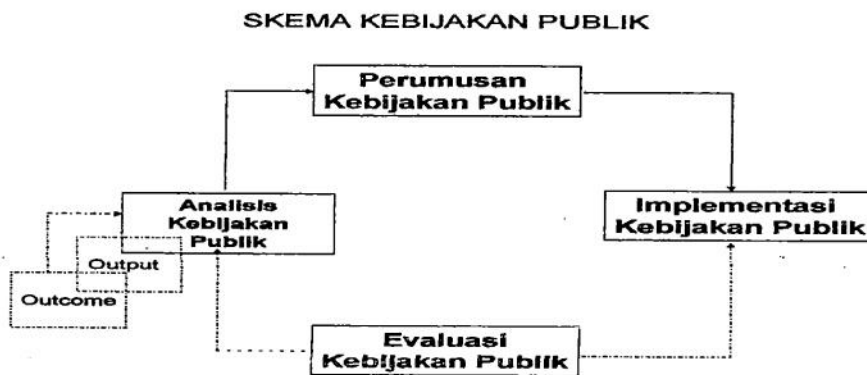 SKEMA KEBIJAKAN PUBLIK
Perumusan
Kebijakan Publik
Analisis
Kebijakan
Publik
Implementasi
Kebijakan Publik
Output
Outcome
Evaluasi
Kebijakan Publik